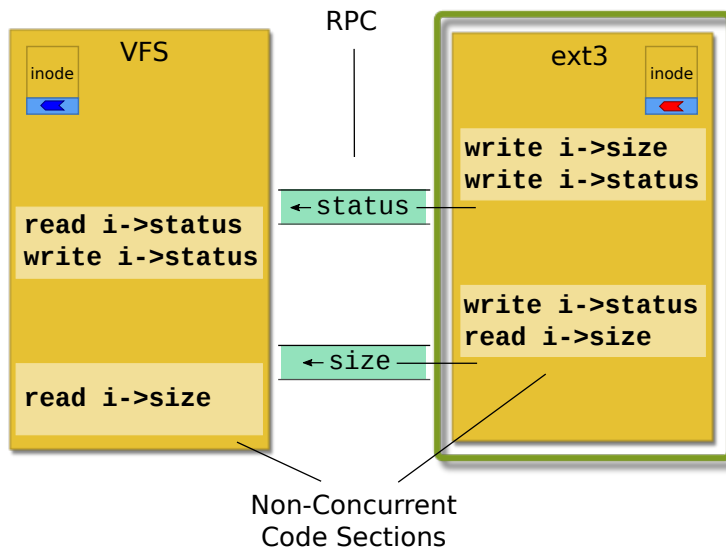 RPC
VFS
inode
read i->status
write i->status
read i->size
status
size
ext3
inode
write i->size
write i->status
write i->status
read i->size
Non-Concurrent
Code Sections